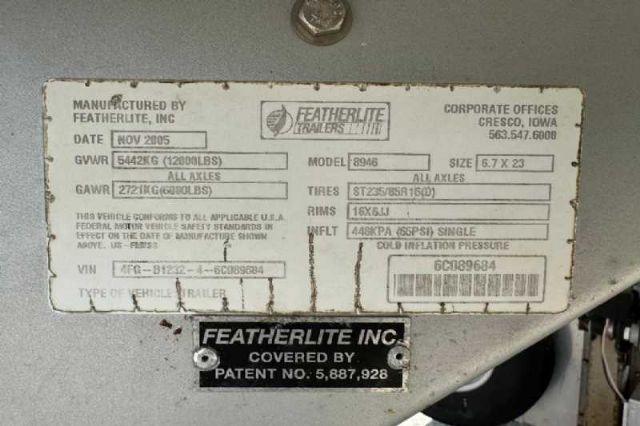 MANUFACTURED BY
FEATHERLITE, INC
FEATHERLITE
TRAILERS
CORPORATE OFFICES
CRESCO, IOWA
563.547.6000
DATE NOV 2005
GVWR 5442KG (12000LBS)
MODEL 8946
SIZE 6.7 X 23
ALL AXLES
ALL AXLES
GAWR 2721KG(6000LBS)
TIRES ST235/85R16(D)
RIMS 16X6JJ
THIS VEHICLE CONFORMS TO ALL APPLICABLE U.S.A.
FEDERAL MOTOR VEHICLE SAFETY STANDARDS IN
EFFECT ON THE DATE OF MANUFACTURE SHOWN
ABOVE. US-FMVSS
INFLT 448KPA (65PSI) SINGLE
COLD INFLATION PRESSURE
VIN 4FG-B1232-4-6C089684
6C089684
TYPE OF VEHICLE TRAILER
FEATHERLITE INC.
COVERED BY
PATENT NO. 5,887,928